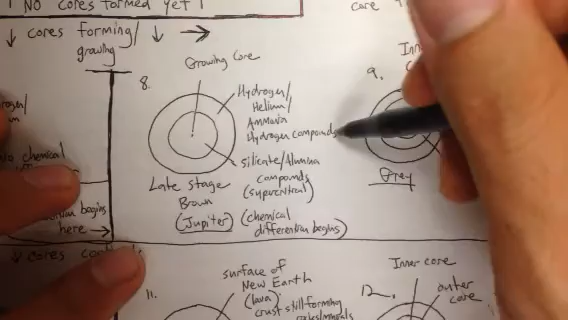 NO cores formed yet
core
↓ cores forming/ ↓ →
growing
8.
Growing Core
Hydrogen/
Helium/
Ammonia
Hydrogen compounds
silicate/Alumina
compounds
(supercritical)
(chemical
differentiation begins)
Late stage
Brown
(Jupiter)
9.
Grey
chemical
begins
here →
↓ cores
11.
surface of
New Earth
(lava)
crust still forming
12.
Inner core
outer
core